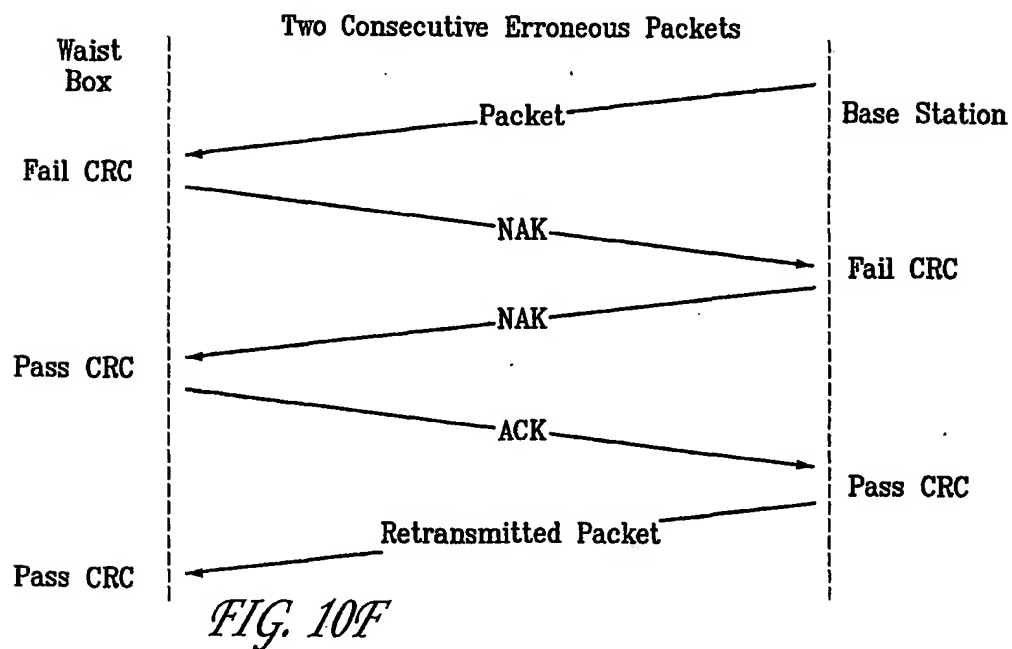 Two Consecutive Erroneous Packets
Waist
Box
Packet
Base Station
Fail CRC
NAK
Fail CRC
NAK
Pass CRC
ACK
Pass CRC
Retransmitted Packet
Pass CRC
FIG. 10F